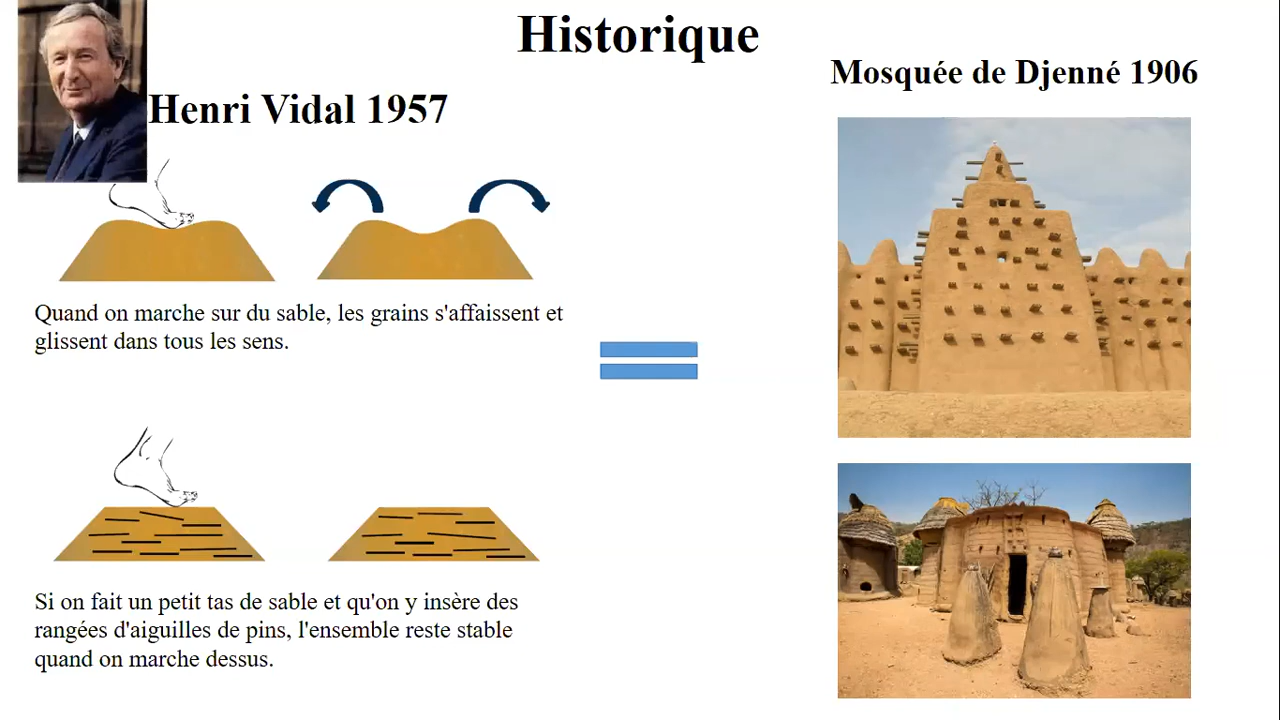 Historique
Mosquée de Djenné 1906
Henri Vidal 1957
Quand on marche sur du sable, les grains s'affaissent et
glissent dans tous les sens.
Si on fait un petit tas de sable et qu'on y insère des
rangées d'aiguilles de pins, l'ensemble reste stable
quand on marche dessus.